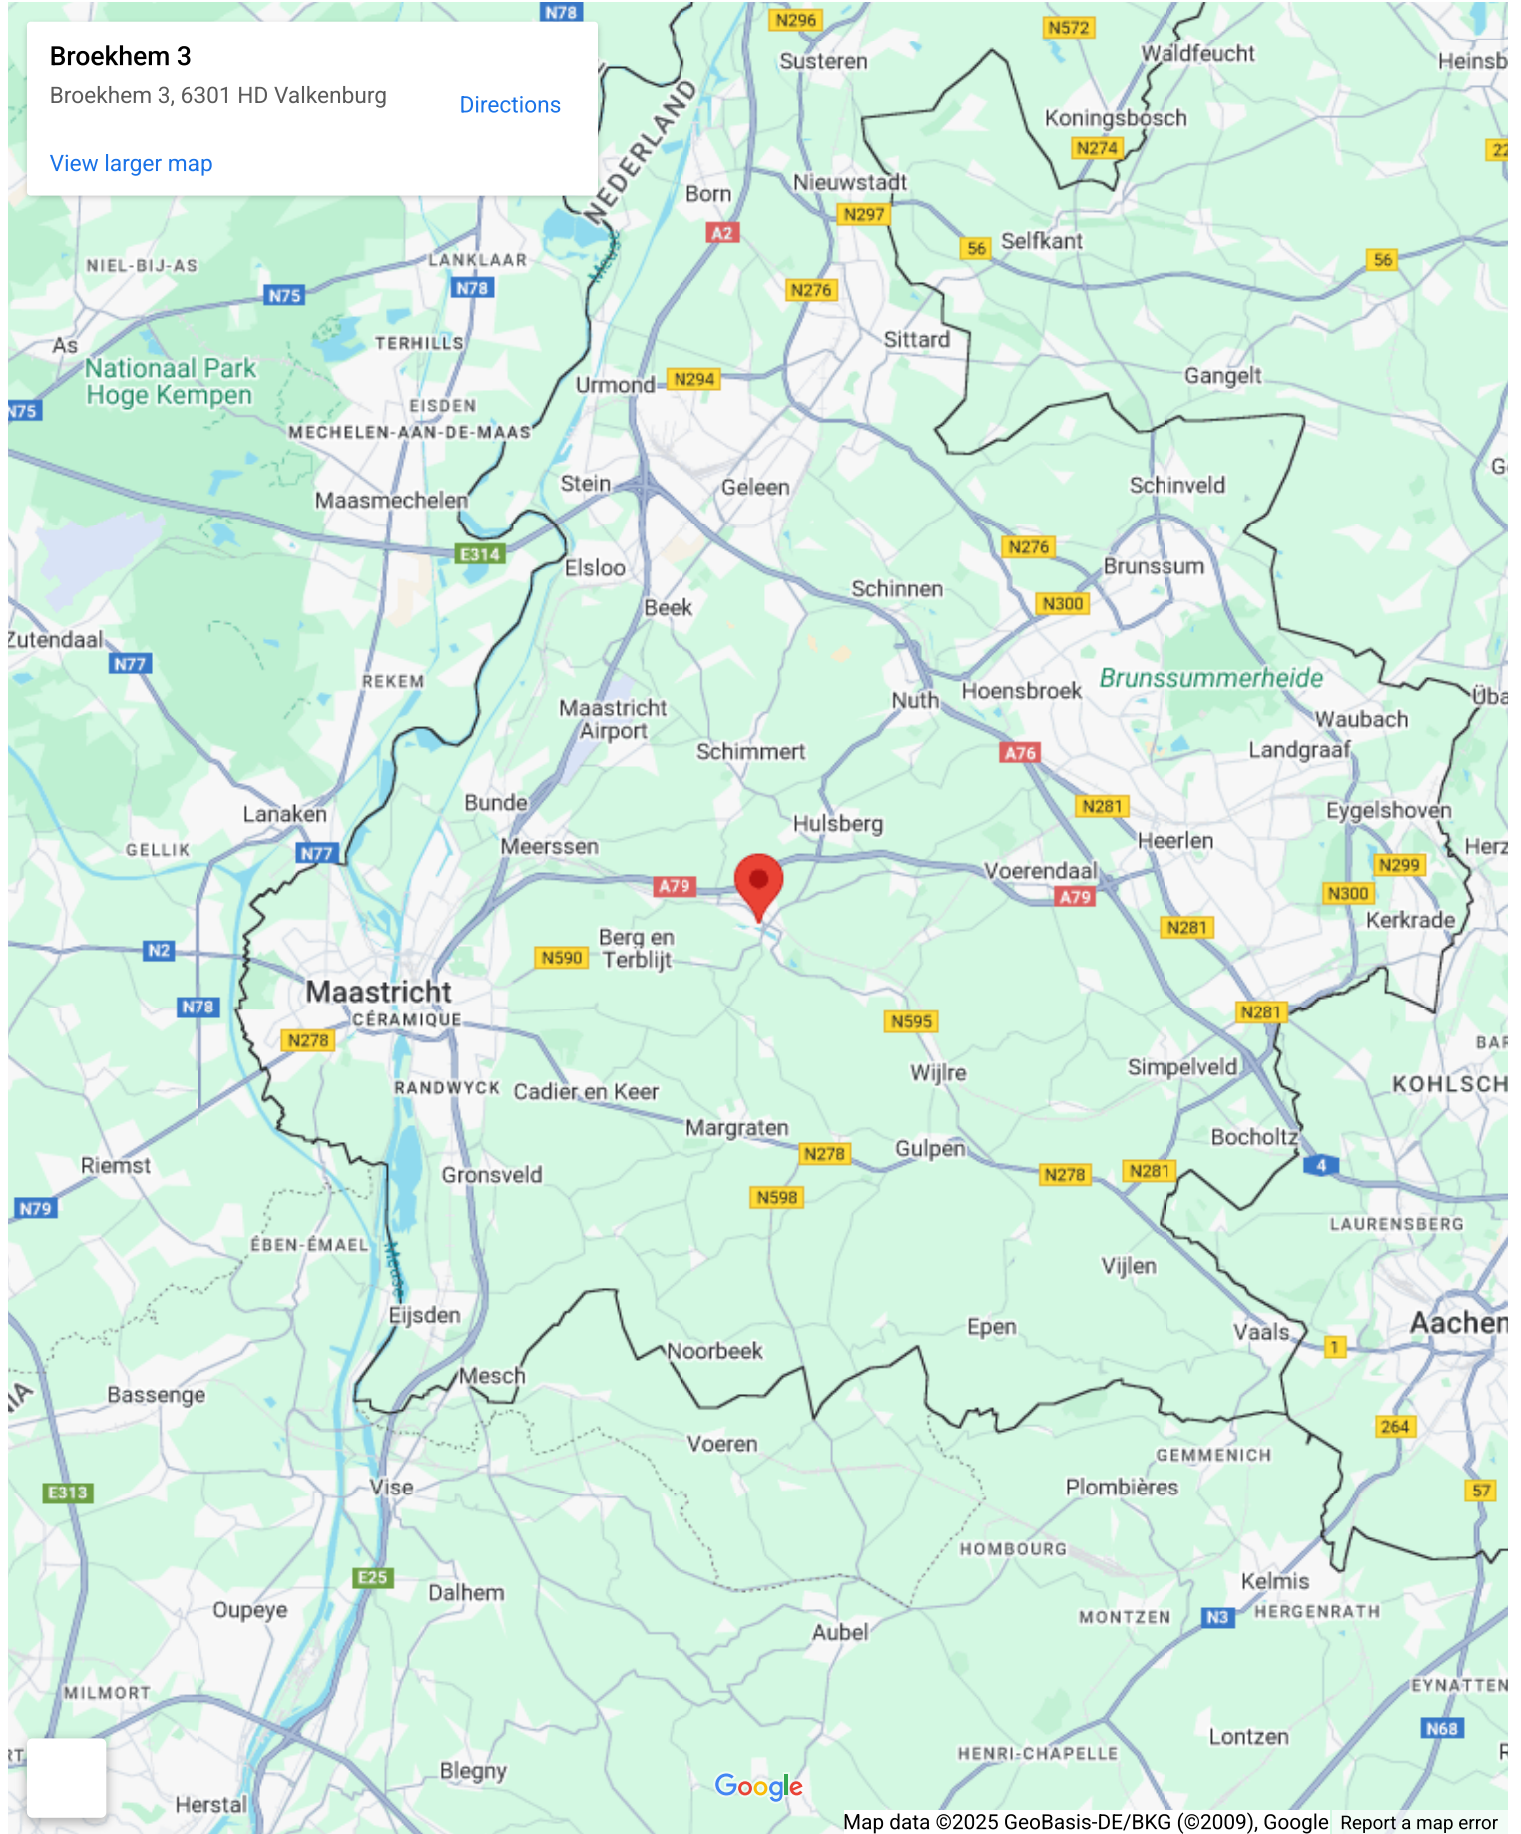 N78
Broekhem 3
Broekhem 3, 6301 HD Valkenburg
Directions
View larger map
N296
N572
Susteren
Waldfeucht
NEDERLAND
Koningsbosch
N274
Born
Nieuwstadt
N297
A2
Selfkant
56
56
Meuse
NIEL-BIJ-AS
LANKLAAR
N78
N75
N276
As
TERHILLS
Sittard
Nationaal Park
Hoge Kempen
Urmond
N294
Gangelt
N75
EISDEN
MECHELEN-AAN-DE-MAAS
Maasmechelen
Stein
Geleen
Schinveld
E314
Elsloo
N276
Brunssum
Schinnen
N300
Beek
Zutendaal
N77
REKEM
Brunssummerheide
Nuth
Hoensbroek
Maastricht
Airport
Waubach
Schimmert
A76
Landgraaf
Bunde
N281
Lanaken
Hulsberg
Eygelshoven
GELLIK
N77
Meerssen
Heerlen
Voerendaal
N299
A79
A79
N300
Kerkrade
N281
N2
N590
Berg en
Terblijt
Maastricht
N78
CÉRAMIQUE
N278
N595
N281
Wijlre
Simpelveld
RANDWYCK
Cadier en Keer
Margraten
Bocholtz
N278
Gulpen
Riemst
Gronsveld
N278
N281
4
N598
N79
LAURENSBERG
ÉBEN-ÉMAEL
Meuse
Vijlen
Eijsden
Epen
Vaals
Aachen
1
Noorbeek
Mesch
Bassenge
264
Voeren
GEMMENICH
Vise
Plombières
E313
57
HOMBOURG
E25
Dalhem
Kelmis
Oupeye
MONTZEN
N3
HERGENRATH
Aubel
MILMORT
EYNATTEN
N68
Lontzen
HENRI-CHAPELLE
Blegny
Google
Herstal
Map data ©2025 GeoBasis-DE/BKG (©2009), Google
Report a map error